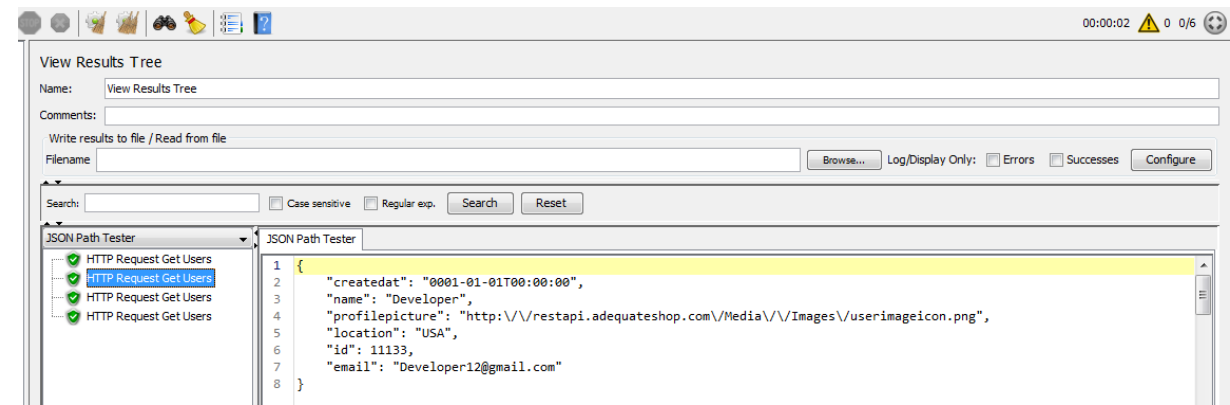 00:00:02 0 0/6
View Results Tree
Name: View Results Tree
Comments:
Write results to file / Read from file
Filename Browse... Log/Display Only: Errors Successes Configure
Search: Case sensitive Regular exp. Search Reset
JSON Path Tester
HTTP Request Get Users
HTTP Request Get Users
HTTP Request Get Users
HTTP Request Get Users
JSON Path Tester
1 {
2 "createdat": "0001-01-01T00:00:00",
3 "name": "Developer",
4 "profilepicture": "http:\/\/restapi.adequateshop.com\/Media\/\/Images\/userimageicon.png",
5 "location": "USA",
6 "id": 11133,
7 "email": "Developer12@gmail.com"
8 }